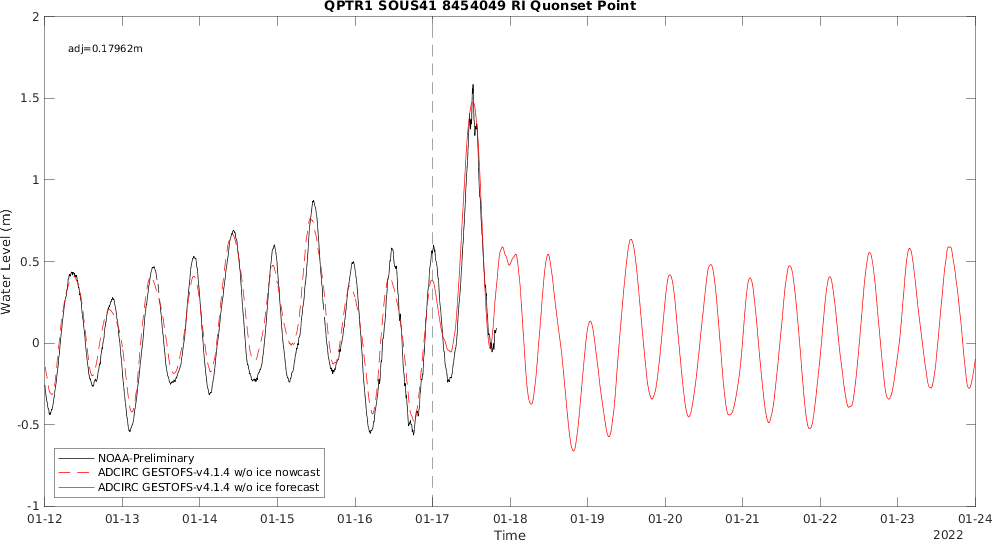 QPTR1 SOUS41 8454049 RI Quonset Point
adj=0.17962m
Water Level (m)
2
1.5
1
0.5
0
-0.5
-1
NOAA-Preliminary
ADCIRC GESTOFS-v4.1.4 w/o ice nowcast
ADCIRC GESTOFS-v4.1.4 w/o ice forecast
01-12 01-13 01-14 01-15 01-16 01-17 01-18 01-19 01-20 01-21 01-22 01-23 01-24
Time
2022